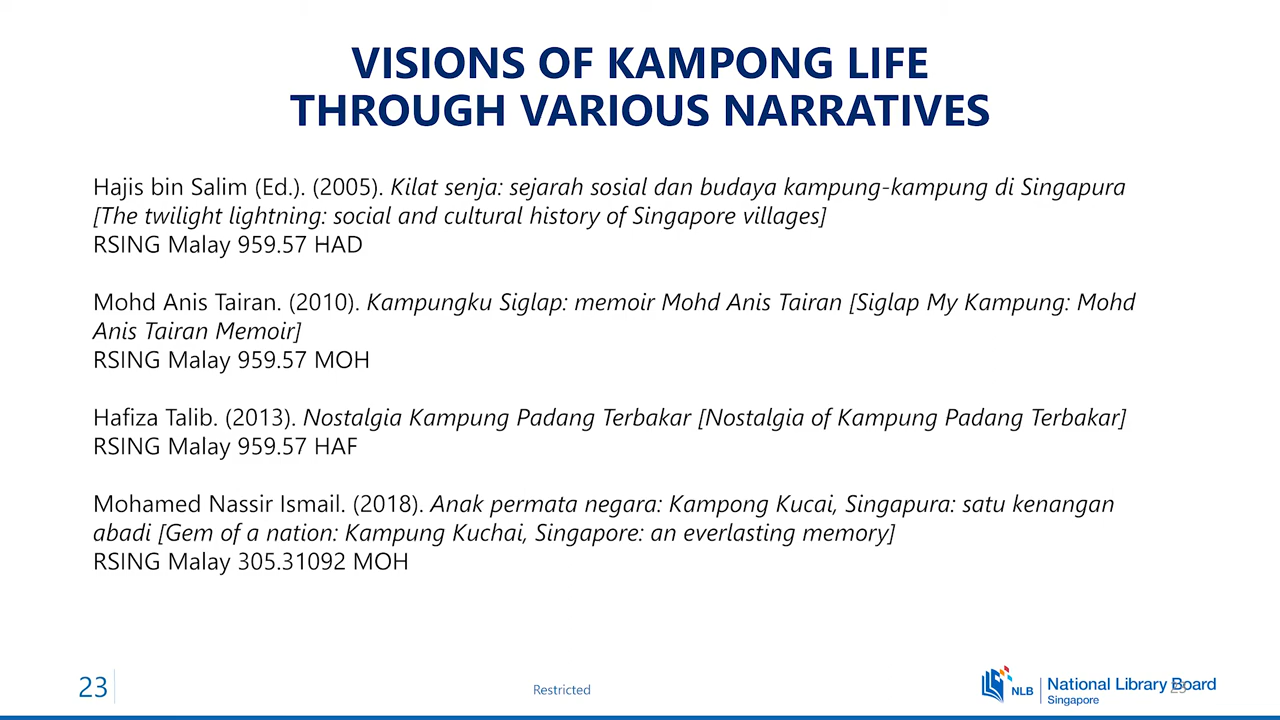 VISIONS OF KAMPONG LIFE
THROUGH VARIOUS NARRATIVES
Hajis bin Salim (Ed.). (2005). Kilat senja: sejarah sosial dan budaya kampung-kampung di Singapura
[The twilight lightning: social and cultural history of Singapore villages]
RSING Malay 959.57 HAD
Mohd Anis Tairan. (2010). Kampungku Siglap: memoir Mohd Anis Tairan [Siglap My Kampung: Mohd
Anis Tairan Memoir]
RSING Malay 959.57 MOH
Hafiza Talib. (2013). Nostalgia Kampung Padang Terbakar [Nostalgia of Kampung Padang Terbakar]
RSING Malay 959.57 HAF
Mohamed Nassir Ismail. (2018). Anak permata negara: Kampong Kucai, Singapura: satu kenangan
abadi [Gem of a nation: Kampung Kuchai, Singapore: an everlasting memory]
RSING Malay 305.31092 MOH
23
Restricted
NLB
National Library Board
Singapore
23